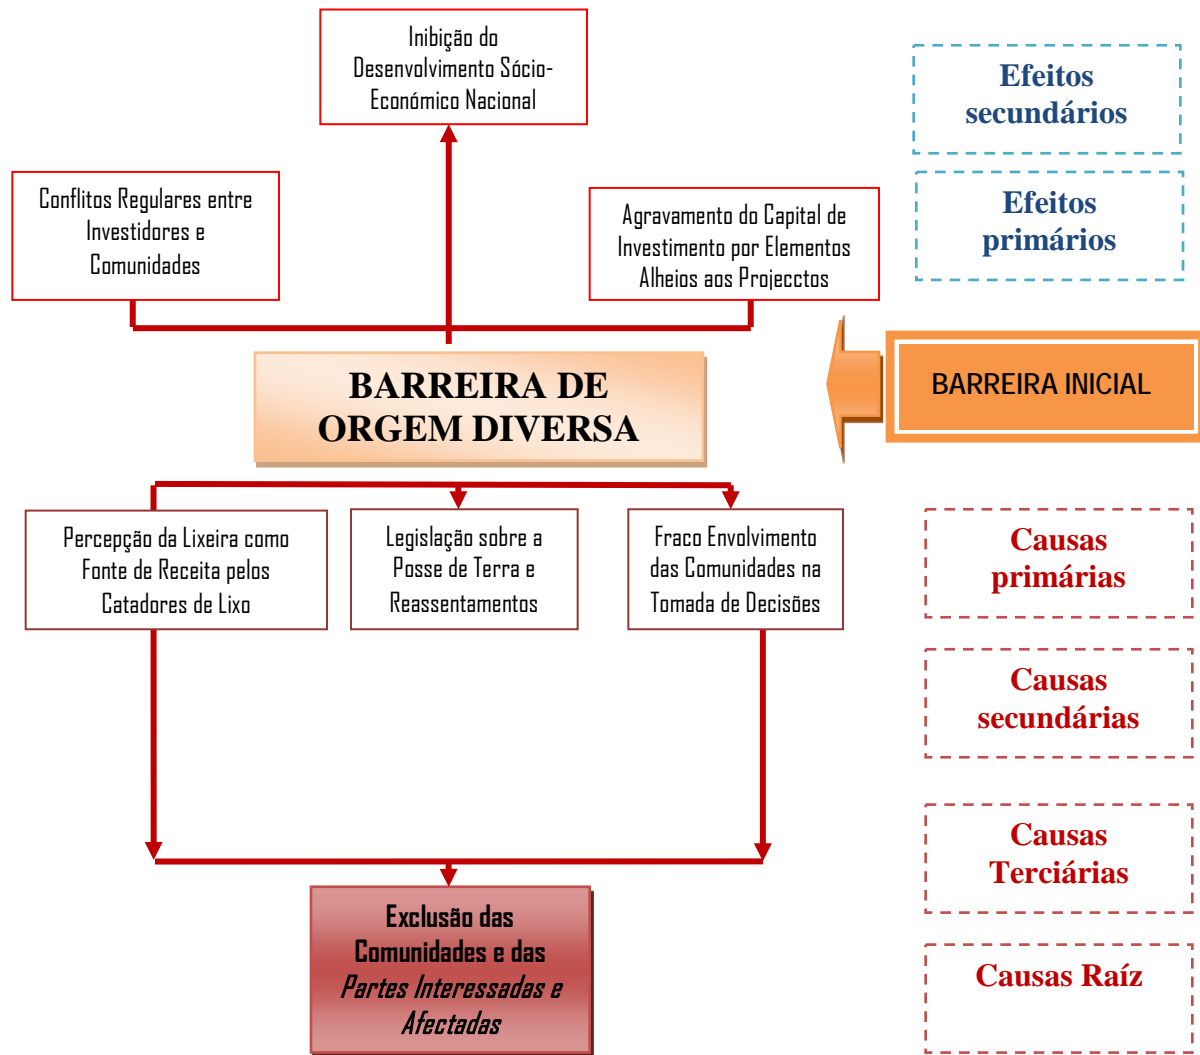 Inibição do
Desenvolvimento Sócio-
Económico Nacional
Efeitos
secundários
Conflitos Regulares entre
Investidores e
Comunidades
Agravamento do Capital de
Investimento por Elementos
Alheios aos Projecctos
Efeitos
primários
BARREIRA DE
ORGEM DIVERSA
BARREIRA INICIAL
Percepção da Lixeira como
Fonte de Receita pelos
Catadores de Lixo
Legislação sobre a
Posse de Terra e
Reassentamentos
Fraco Envolvimento
das Comunidades na
Tomada de Decisões
Causas
primárias
Causas
secundárias
Causas
Terciárias
Exclusão das
Comunidades e das
Partes Interessadas e
Afectadas
Causas Raíz